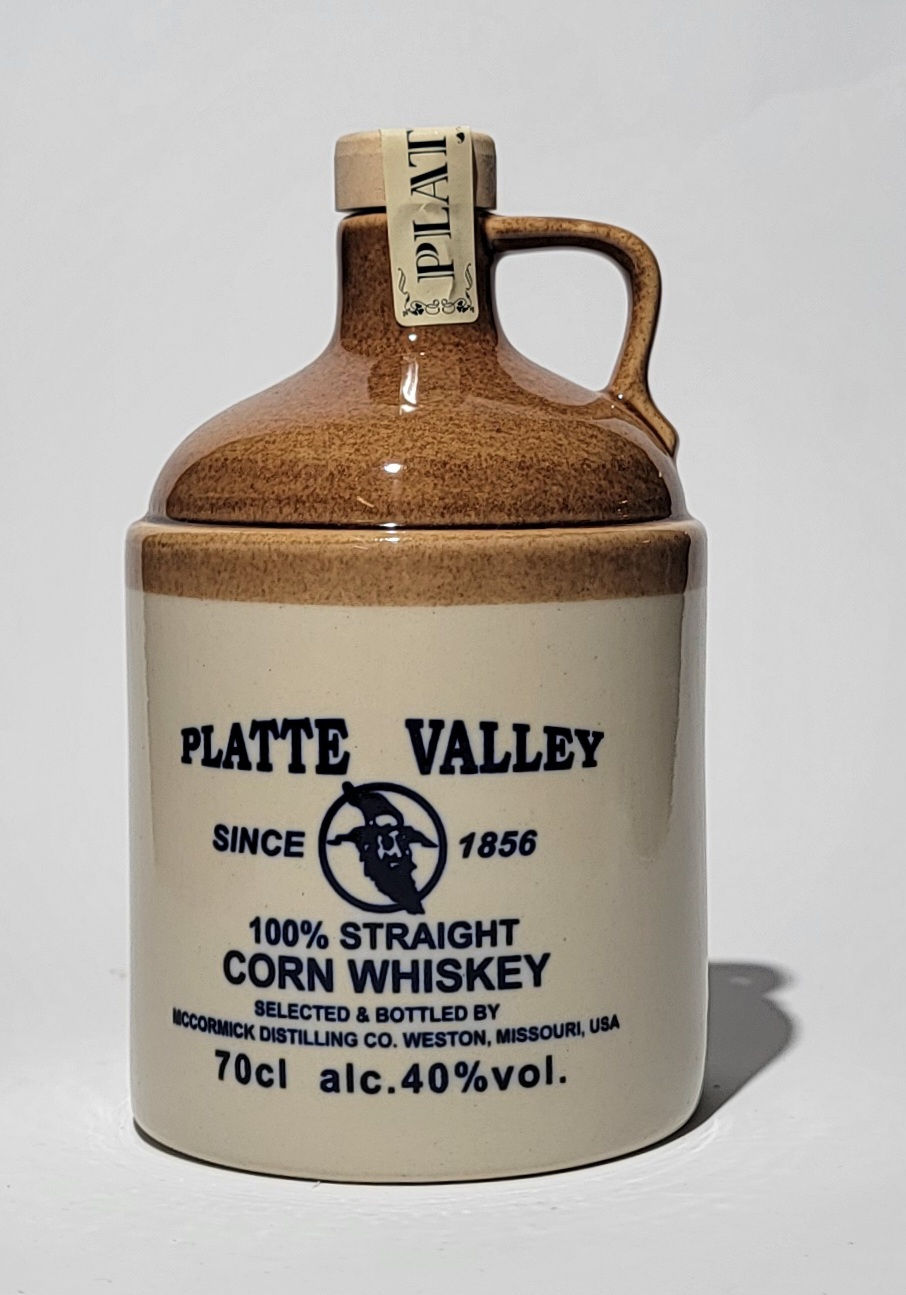 PLAT
PLATTE VALLEY
SINCE 1856
100% STRAIGHT
CORN WHISKEY
SELECTED & BOTTLED BY
MCCORMICK DISTILLING CO. WESTON, MISSOURI, USA
70cl alc.40%vol.